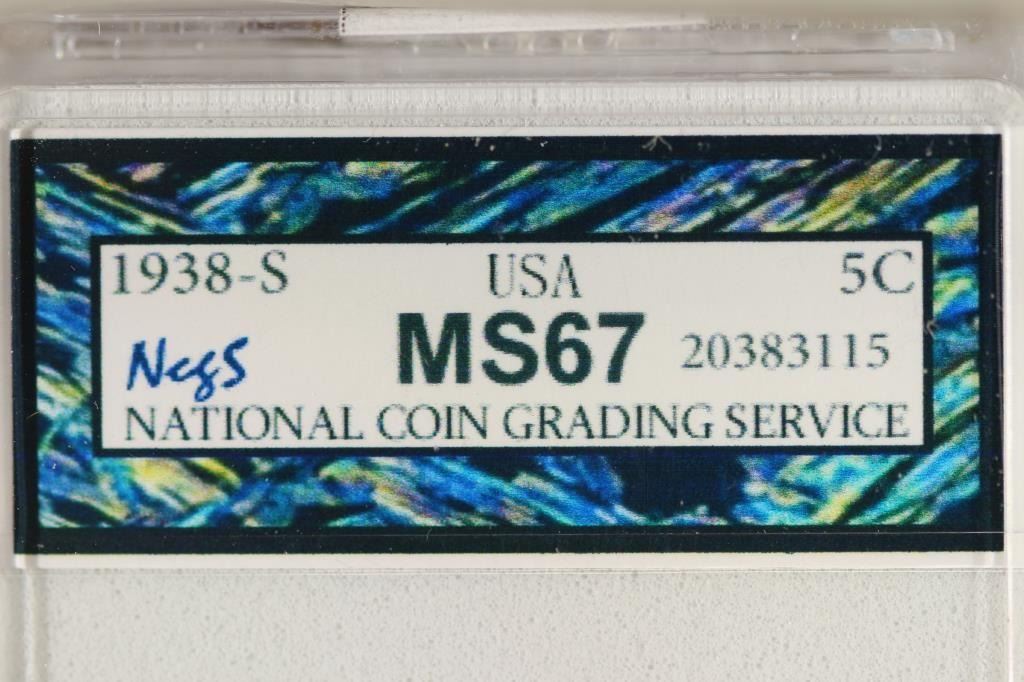 1938-S USA 5C
NcgS MS67 20383115
NATIONAL COIN GRADING SERVICE